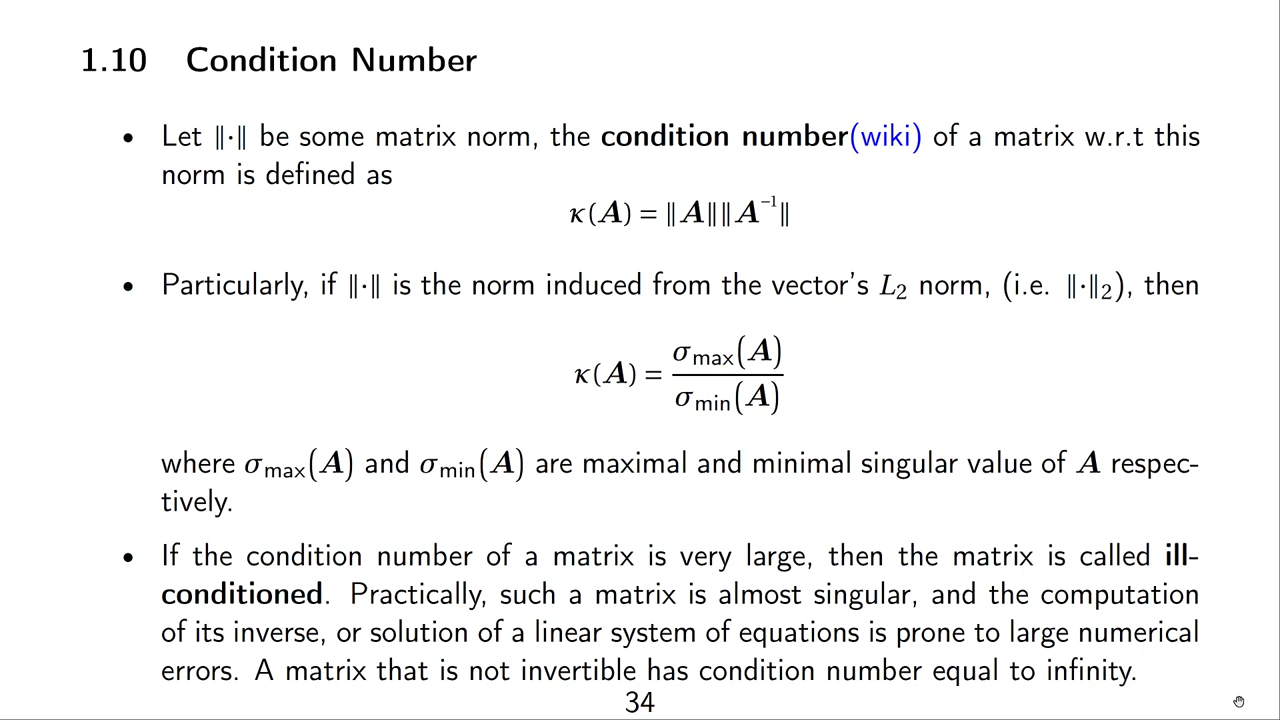 1.10 Condition Number
• Let ‖·‖ be some matrix norm, the condition number(wiki) of a matrix w.r.t this
norm is defined as
κ(A) = ‖A‖‖A⁻¹‖
• Particularly, if ‖·‖ is the norm induced from the vector's L₂ norm, (i.e. ‖·‖₂), then
κ(A) = σmax(A) / σmin(A)
where σmax(A) and σmin(A) are maximal and minimal singular value of A respec-
tively.
• If the condition number of a matrix is very large, then the matrix is called ill-
conditioned. Practically, such a matrix is almost singular, and the computation
of its inverse, or solution of a linear system of equations is prone to large numerical
errors. A matrix that is not invertible has condition number equal to infinity.
34